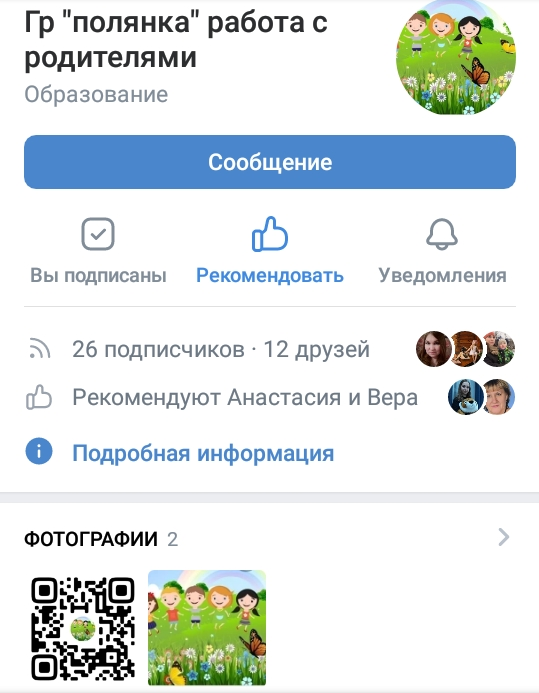 Гр "полянка" работа с
родителями
Образование
Сообщение
Вы подписаны
Рекомендовать
Уведомления
26 подписчиков · 12 друзей
Рекомендуют Анастасия и Вера
Подробная информация
ФОТОГРАФИИ 2